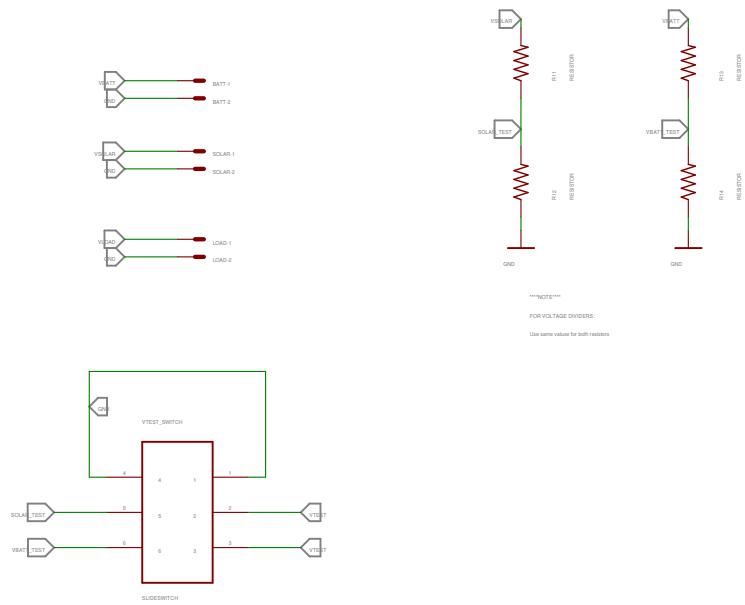 VSOLAR
VBATT
R11
RESISTOR
R13
RESISTOR
VBATT
BATT-1
GND
BATT-2
SOLAR_TEST
VBATT_TEST
VSOLAR
SOLAR-1
GND
SOLAR-2
R12
RESISTOR
R14
RESISTOR
VLOAD
LOAD-1
GND
LOAD-2
GND
GND
****NOTE****
FOR VOLTAGE DIVIDERS:
Use same values for both resistors
GND
VTEST_SWITCH
4
4
1
1
SOLAR_TEST
5
5
2
2
VTEST
VBATT_TEST
6
6
3
3
VTEST
SLIDESWITCH